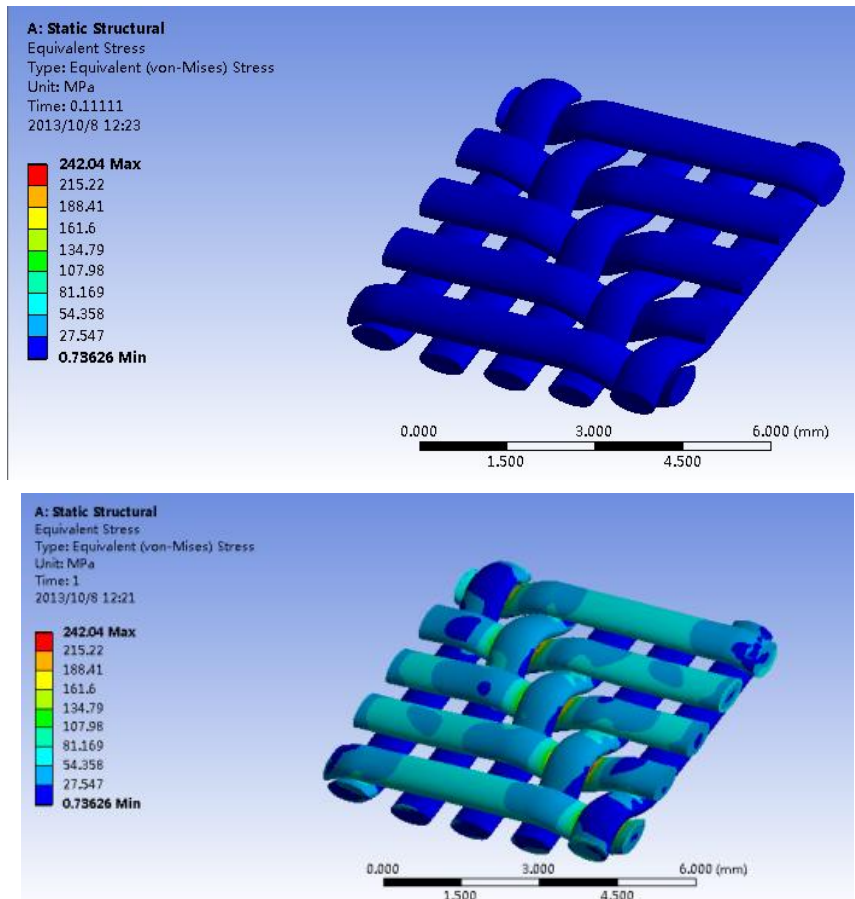 A: Static Structural
Equivalent Stress
Type: Equivalent (von-Mises) Stress
Unit: MPa
Time: 0.11111
2013/10/8 12:23
242.04 Max
215.22
188.41
161.6
134.79
107.98
81.169
54.358
27.547
0.73626 Min
0.000 3.000 6.000 (mm)
1.500 4.500
A: Static Structural
Equivalent Stress
Type: Equivalent (von-Mises) Stress
Unit: MPa
Time: 1
2013/10/8 12:21
242.04 Max
215.22
188.41
161.6
134.79
107.98
81.169
54.358
27.547
0.73626 Min
0.000 3.000 6.000 (mm)
1.500 4.500